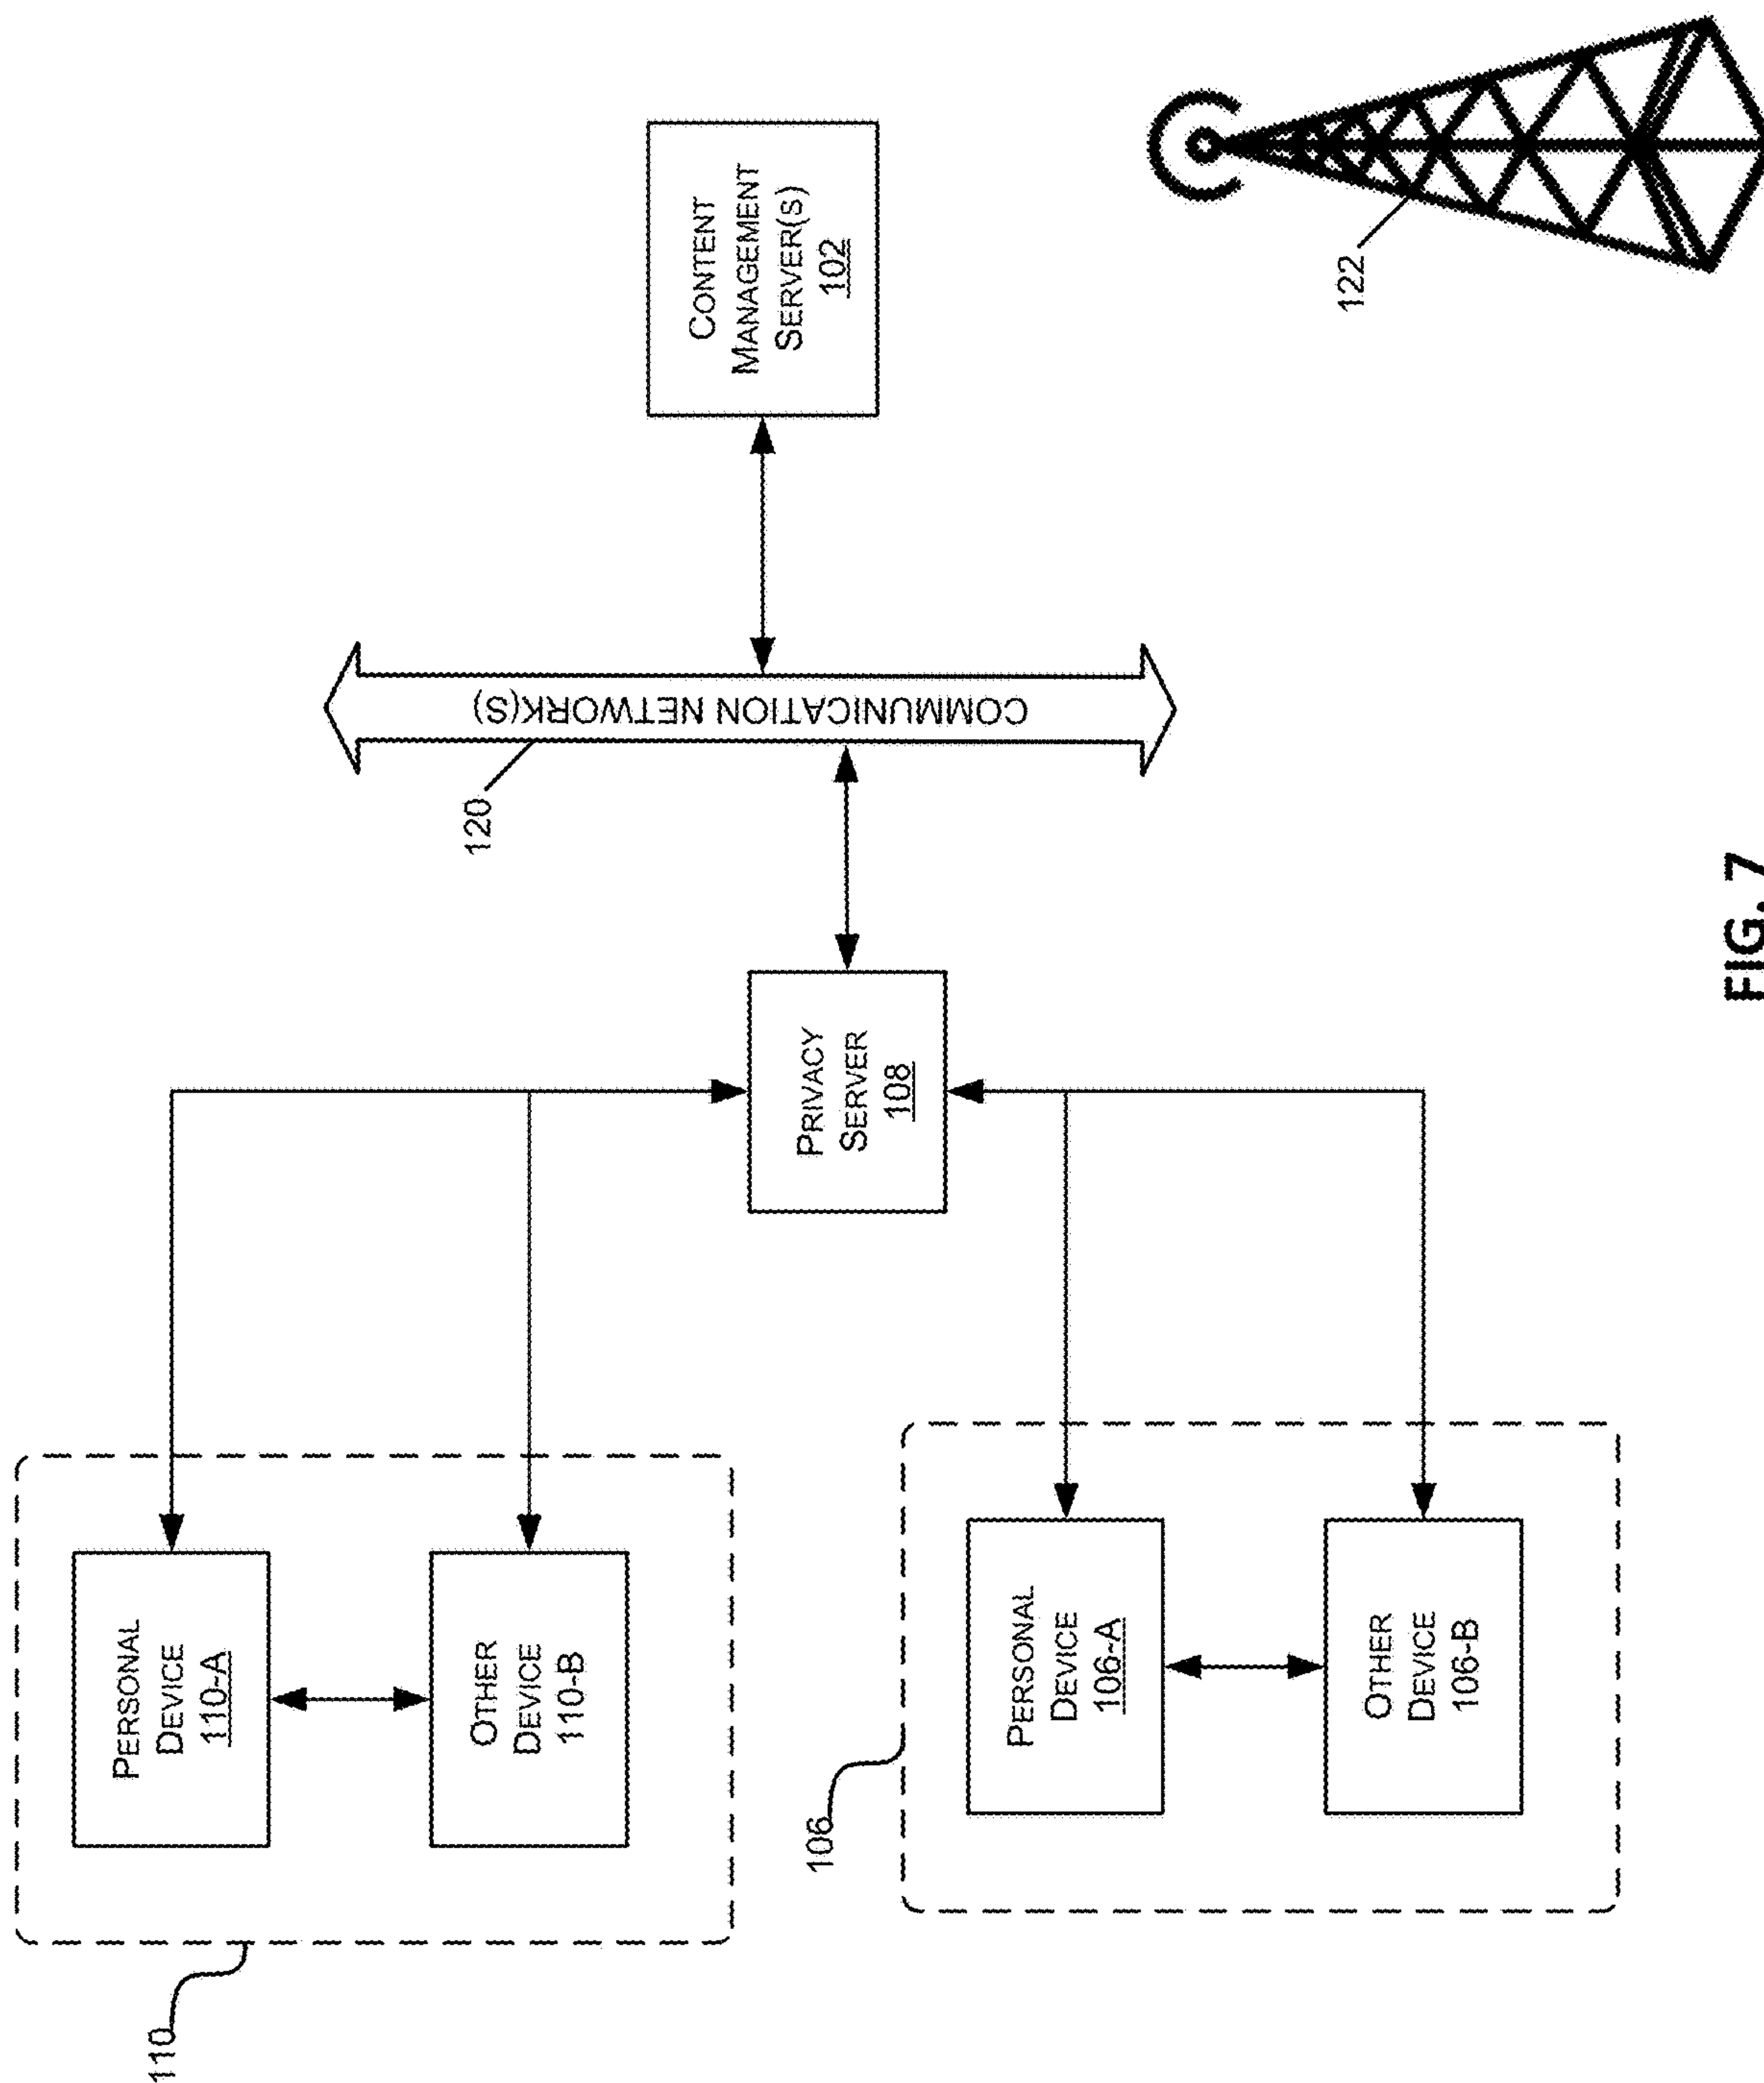 110
PERSONAL
DEVICE
110-A
OTHER
DEVICE
110-B
106
PERSONAL
DEVICE
106-A
OTHER
DEVICE
106-B
PRIVACY
SERVER
108
120
COMMUNICATION NETWORK(S)
CONTENT
MANAGEMENT
SERVER(S)
102
122
FIG. 7